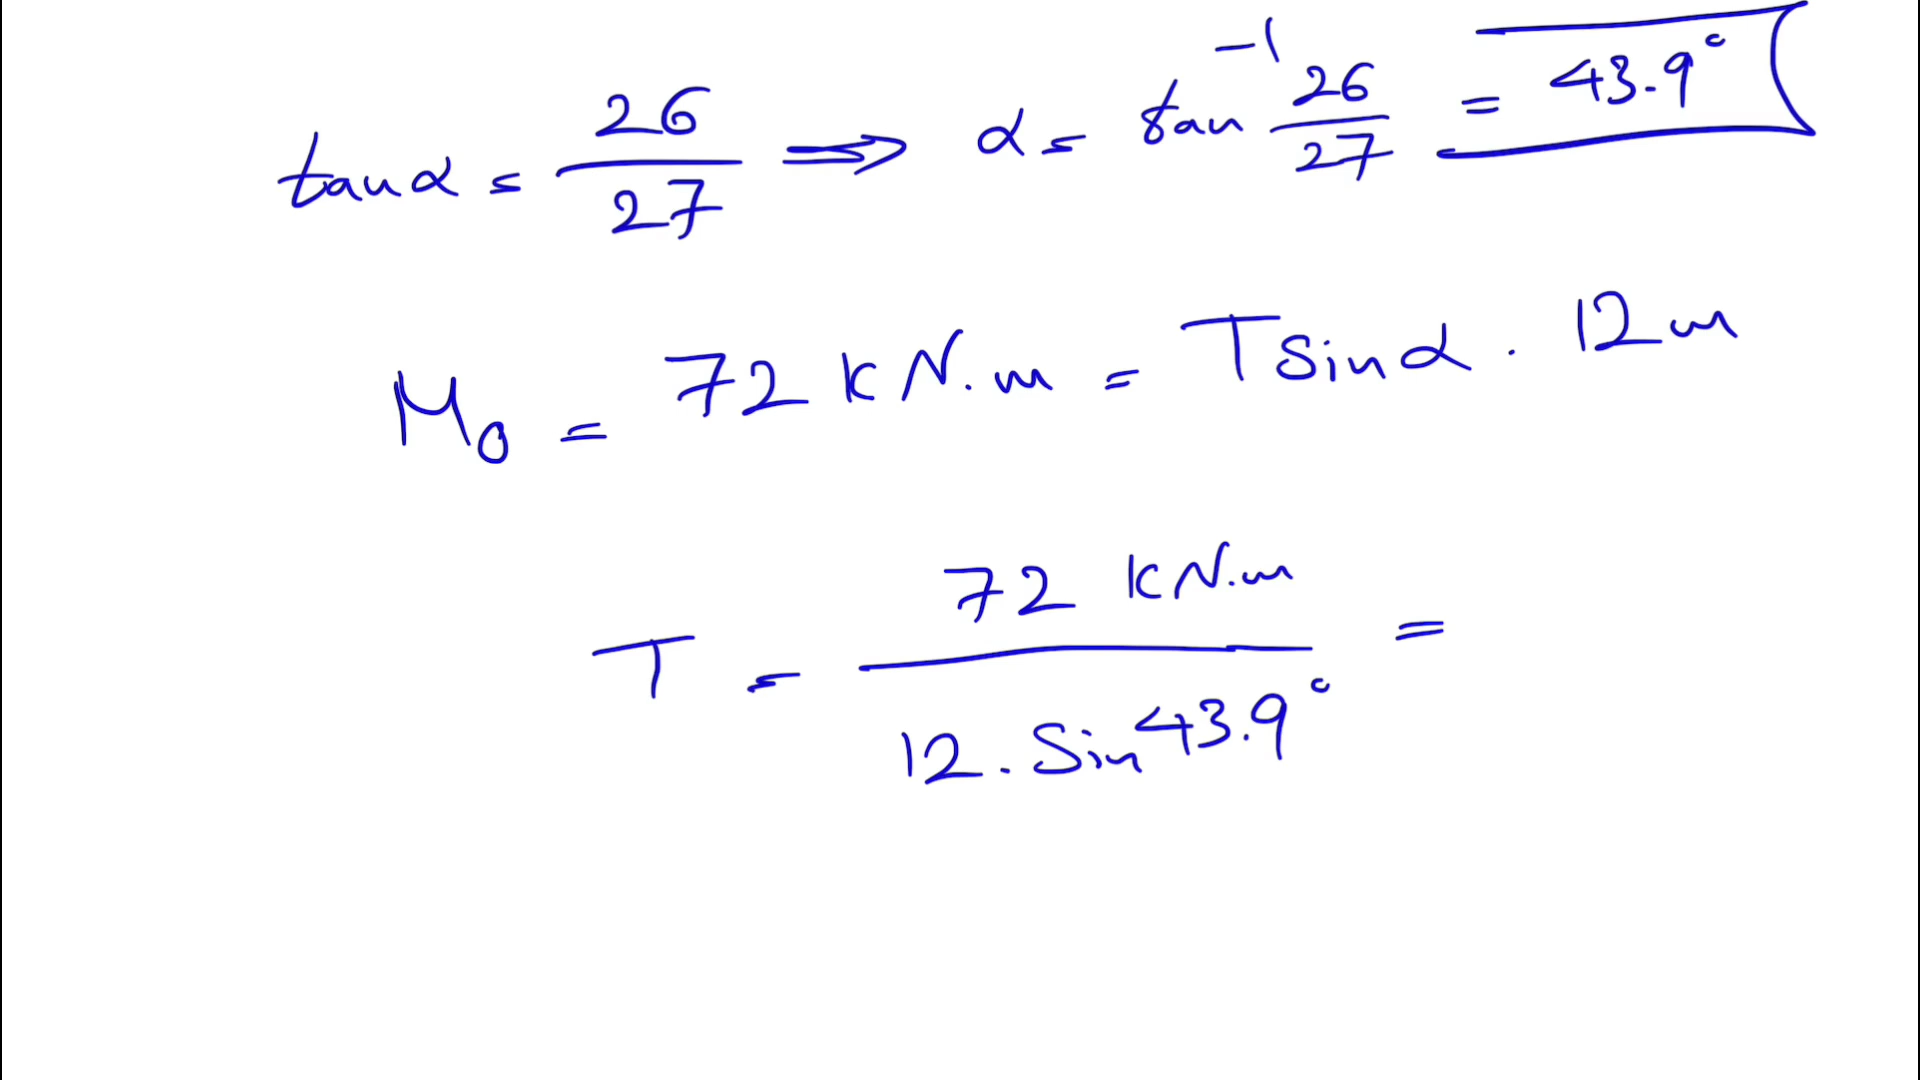 tanα = 26/27 ⟹ α = tan⁻¹ 26/27 = 43.9°
M₀ = 72 kN.m = T sinα . 12 m
T = 72 kN.m / 12 . Sin 43.9° =